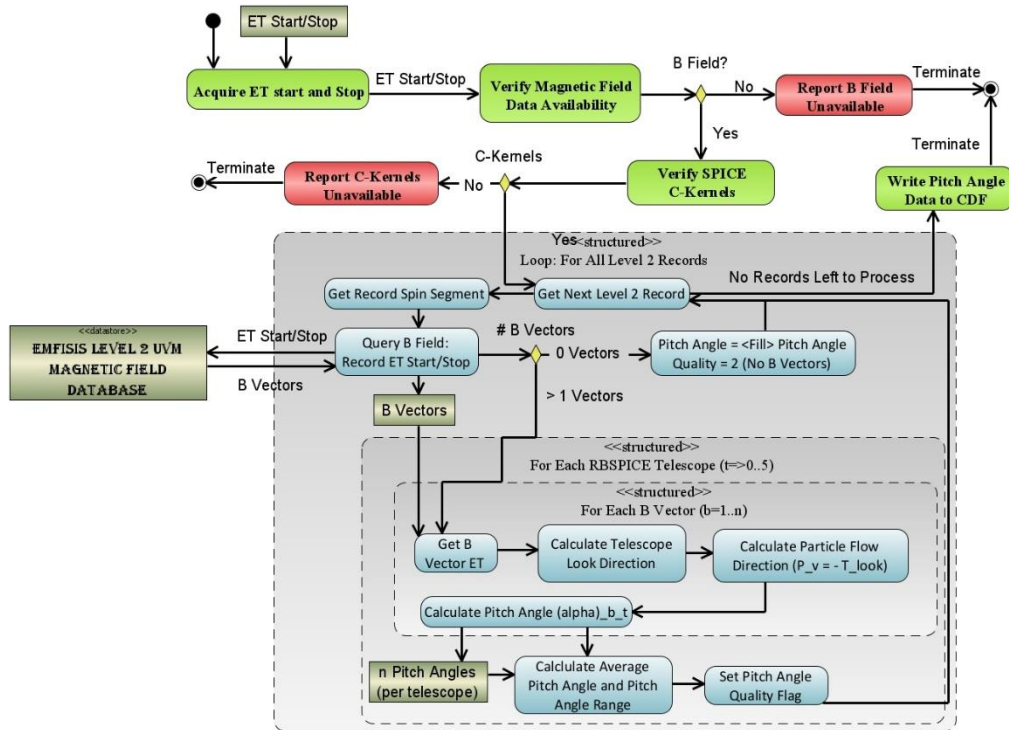 ET Start/Stop
Acquire ET start and Stop
ET Start/Stop
Verify Magnetic Field
Data Availability
B Field?
No
Report B Field
Unavailable
Terminate
Yes
Terminate
C-Kernels
Terminate
Report C-Kernels
Unavailable
No
Verify SPICE
C-Kernels
Write Pitch Angle
Data to CDF
Yes
<<structured>>
Loop: For All Level 2 Records
No Records Left to Process
Get Record Spin Segment
Get Next Level 2 Record
<<datastore>>
EMFISIS LEVEL 2 UVM
MAGNETIC FIELD
DATABASE
ET Start/Stop
B Vectors
Query B Field:
Record ET Start/Stop
# B Vectors
0 Vectors
Pitch Angle = <Fill> Pitch Angle
Quality = 2 (No B Vectors)
B Vectors
> 1 Vectors
<<structured>>
For Each RBSPICE Telescope (t=>0..5)
<<structured>>
For Each B Vector (b=1..n)
Get B
Vector ET
Calculate Telescope
Look Direction
Calculate Particle Flow
Direction (P_v = - T_look)
Calculate Pitch Angle (alpha)_b_t
n Pitch Angles
(per telescope)
Calclulate Average
Pitch Angle and Pitch
Angle Range
Set Pitch Angle
Quality Flag